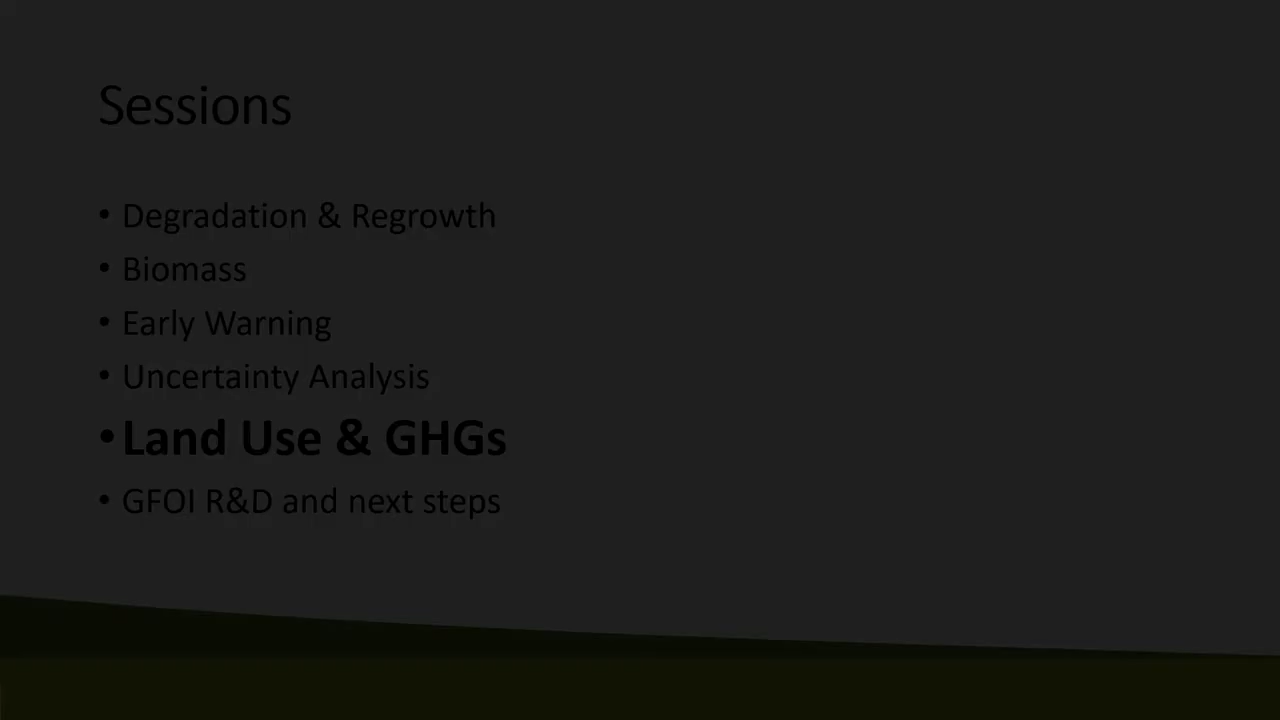 Sessions
• Degradation & Regrowth
• Biomass
• Early Warning
• Uncertainty Analysis
• Land Use & GHGs
• GFOI R&D and next steps